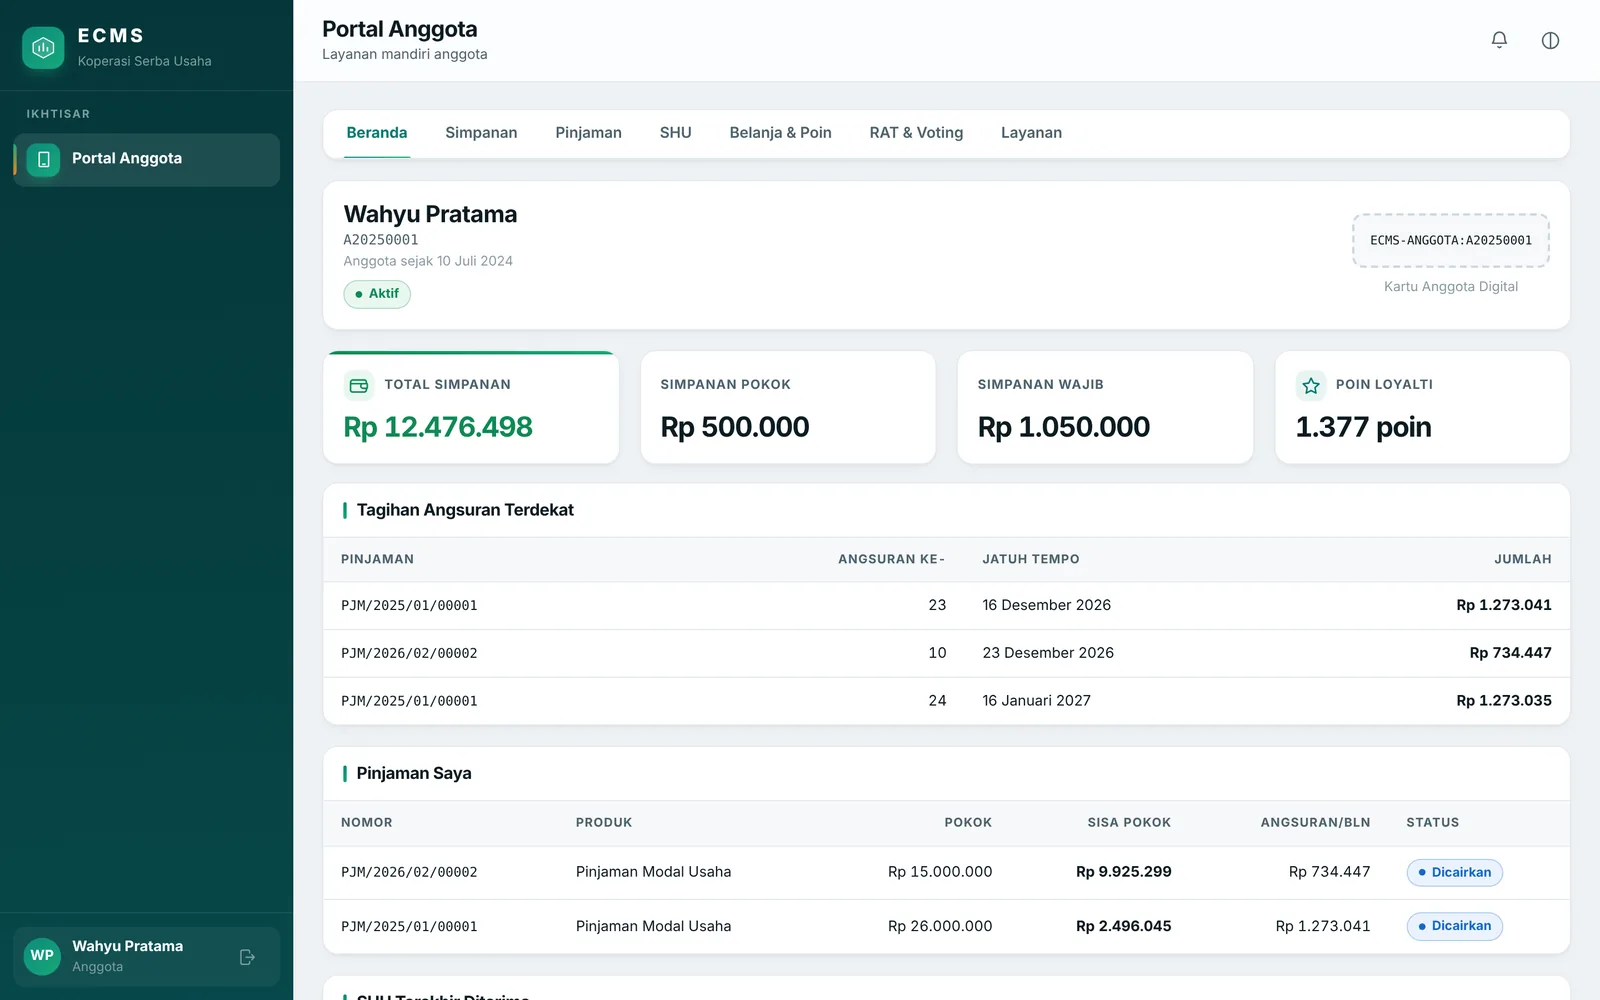 ECMS
Koperasi Serba Usaha
IKHTISAR
Portal Anggota
WP
Wahyu Pratama
Anggota
Portal Anggota
Layanan mandiri anggota
Beranda Simpanan Pinjaman SHU Belanja & Poin RAT & Voting Layanan
Wahyu Pratama
A20250001
Anggota sejak 10 Juli 2024
Aktif
ECMS-ANGGOTA:A20250001
Kartu Anggota Digital
TOTAL SIMPANAN
Rp 12.476.498
SIMPANAN POKOK
Rp 500.000
SIMPANAN WAJIB
Rp 1.050.000
POIN LOYALTI
1.377 poin
Tagihan Angsuran Terdekat
PINJAMAN ANGSURAN KE- JATUH TEMPO JUMLAH
PJM/2025/01/00001 23 16 Desember 2026 Rp 1.273.041
PJM/2026/02/00002 10 23 Desember 2026 Rp 734.447
PJM/2025/01/00001 24 16 Januari 2027 Rp 1.273.035
Pinjaman Saya
NOMOR PRODUK POKOK SISA POKOK ANGSURAN/BLN STATUS
PJM/2026/02/00002 Pinjaman Modal Usaha Rp 15.000.000 Rp 9.925.299 Rp 734.447 Dicairkan
PJM/2025/01/00001 Pinjaman Modal Usaha Rp 26.000.000 Rp 2.496.045 Rp 1.273.041 Dicairkan
SHU Terakhir Diterima